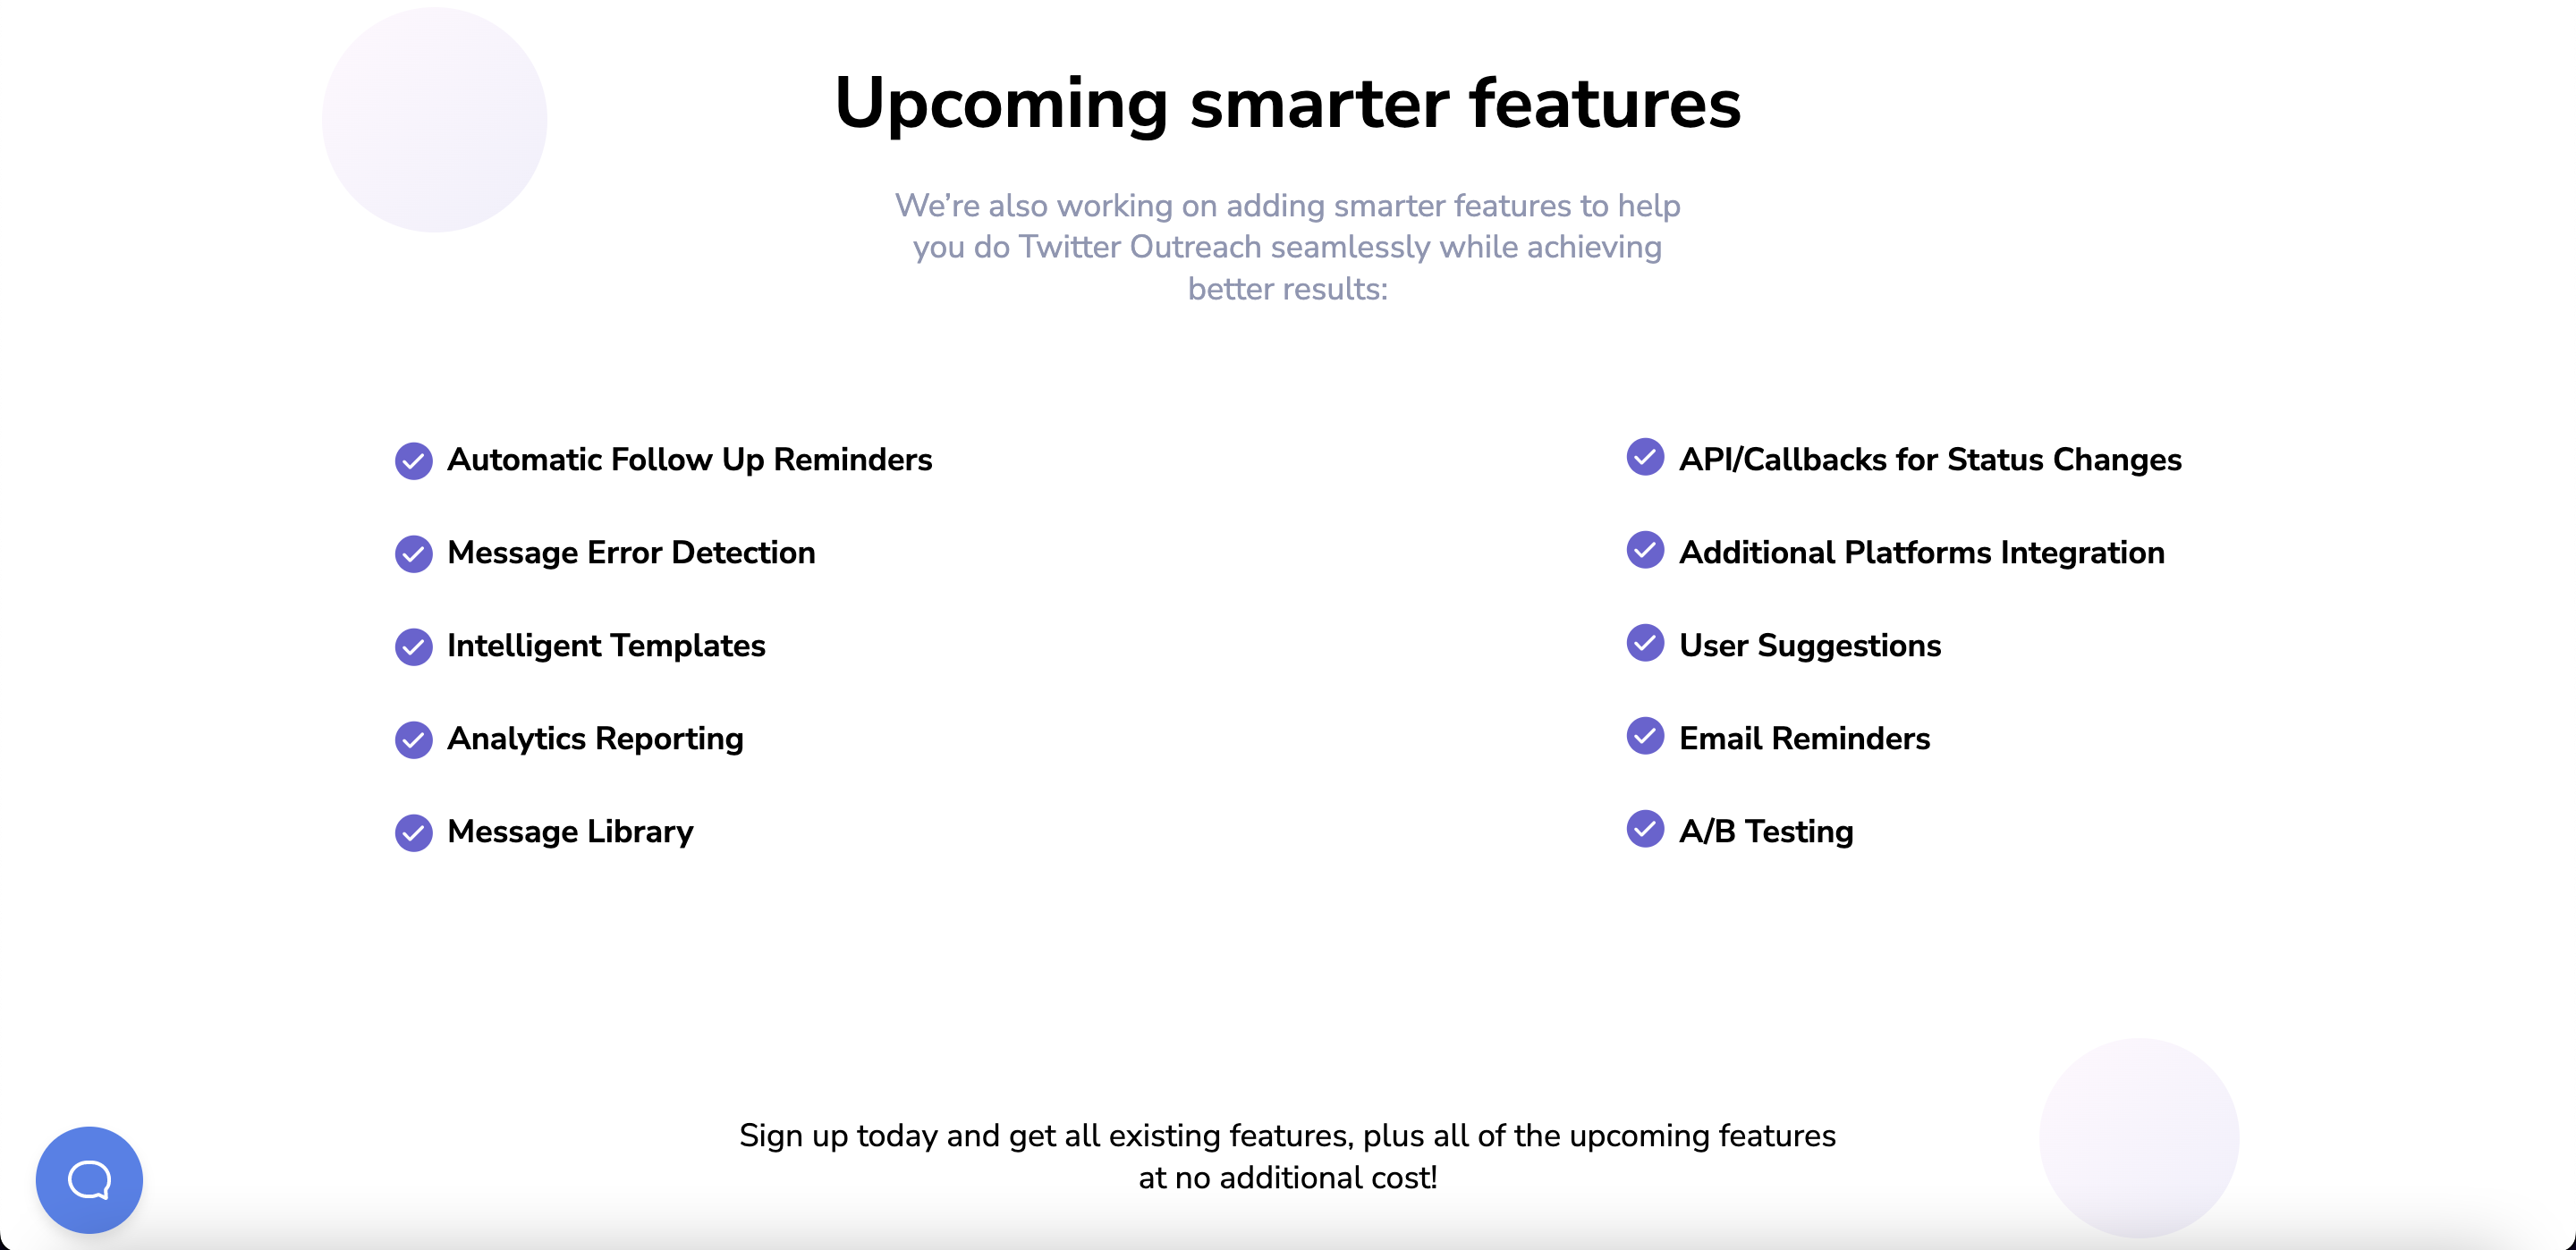 Upcoming smarter features
We’re also working on adding smarter features to help
you do Twitter Outreach seamlessly while achieving
better results:
Automatic Follow Up Reminders
Message Error Detection
Intelligent Templates
Analytics Reporting
Message Library
API/Callbacks for Status Changes
Additional Platforms Integration
User Suggestions
Email Reminders
A/B Testing
Sign up today and get all existing features, plus all of the upcoming features
at no additional cost!